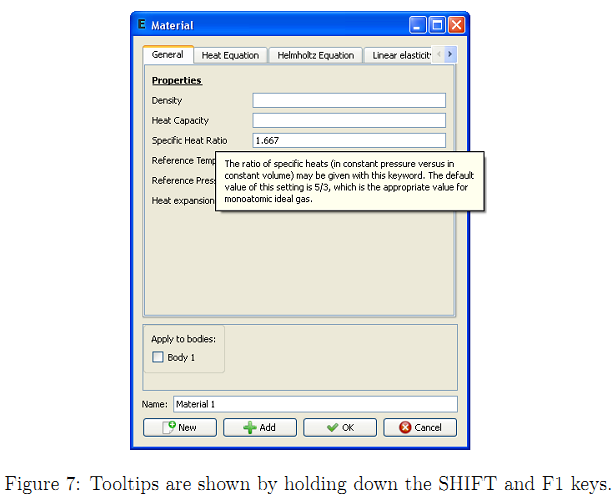 Material
General Heat Equation Helmholtz Equation Linear elasticit
Properties
Density
Heat Capacity
Specific Heat Ratio 1.667
Reference Temp
The ratio of specific heats (in constant pressure versus in
constant volume) may be given with this keyword. The default
value of this setting is 5/3, which is the appropriate value for
monoatomic ideal gas.
Reference Press
Heat expansion
Apply to bodies:
Body 1
Name: Material 1
New Add OK Cancel
Figure 7: Tooltips are shown by holding down the SHIFT and F1 keys.